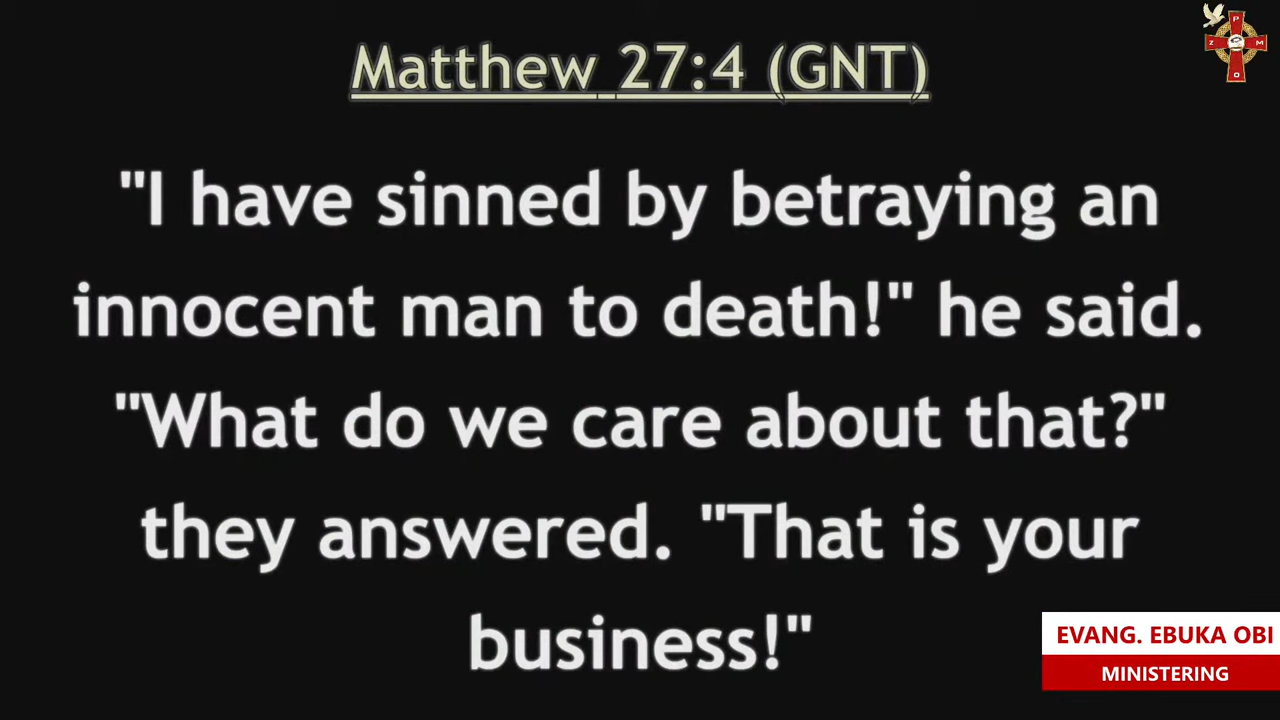 Matthew 27:4 (GNT)
"I have sinned by betraying an
innocent man to death!" he said.
"What do we care about that?"
they answered. "That is your
business!"
P
Z M
O
EVANG. EBUKA OBI
MINISTERING